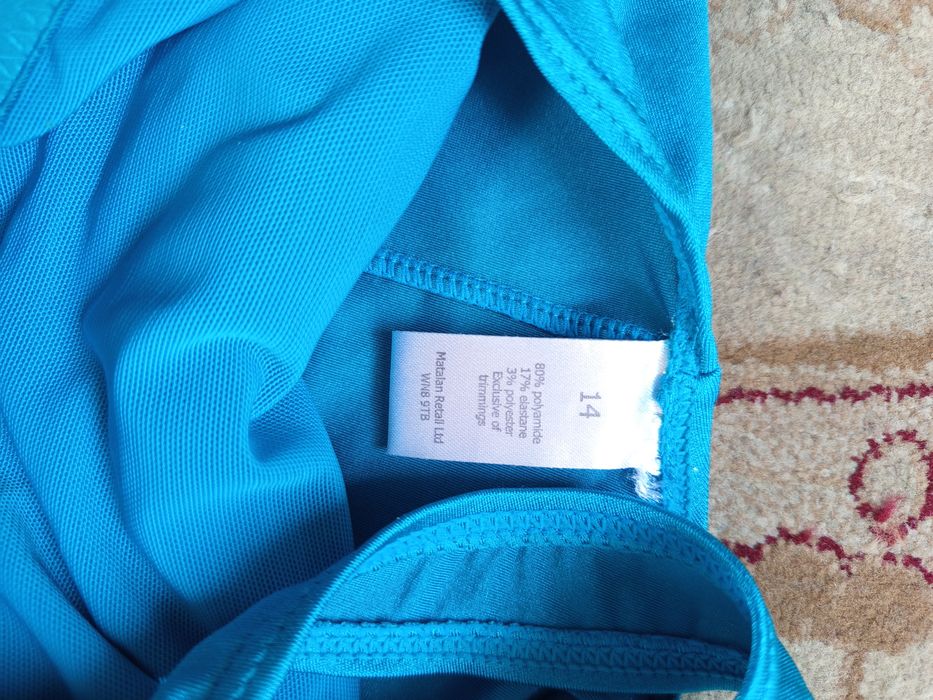 14
80% polyamide
17% elastane
3% polyester
Exclusive of
trimmings
Matalan Retail Ltd
WN8 9TB